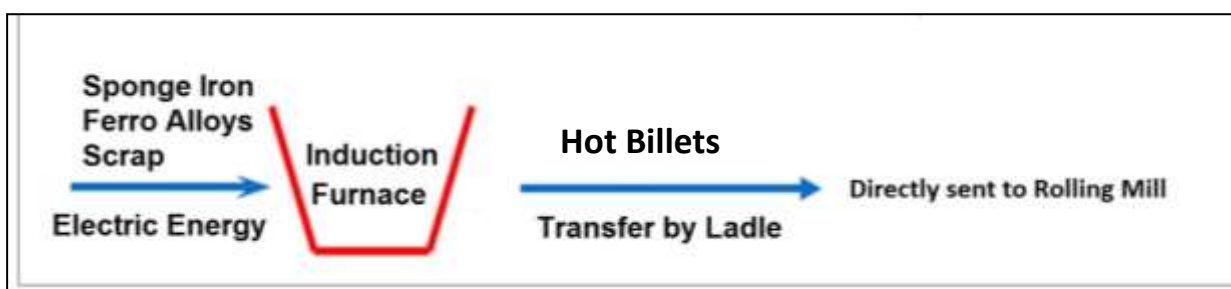 Sponge Iron
Ferro Alloys
Scrap
Electric Energy
Induction
Furnace
Hot Billets
Transfer by Ladle
Directly sent to Rolling Mill